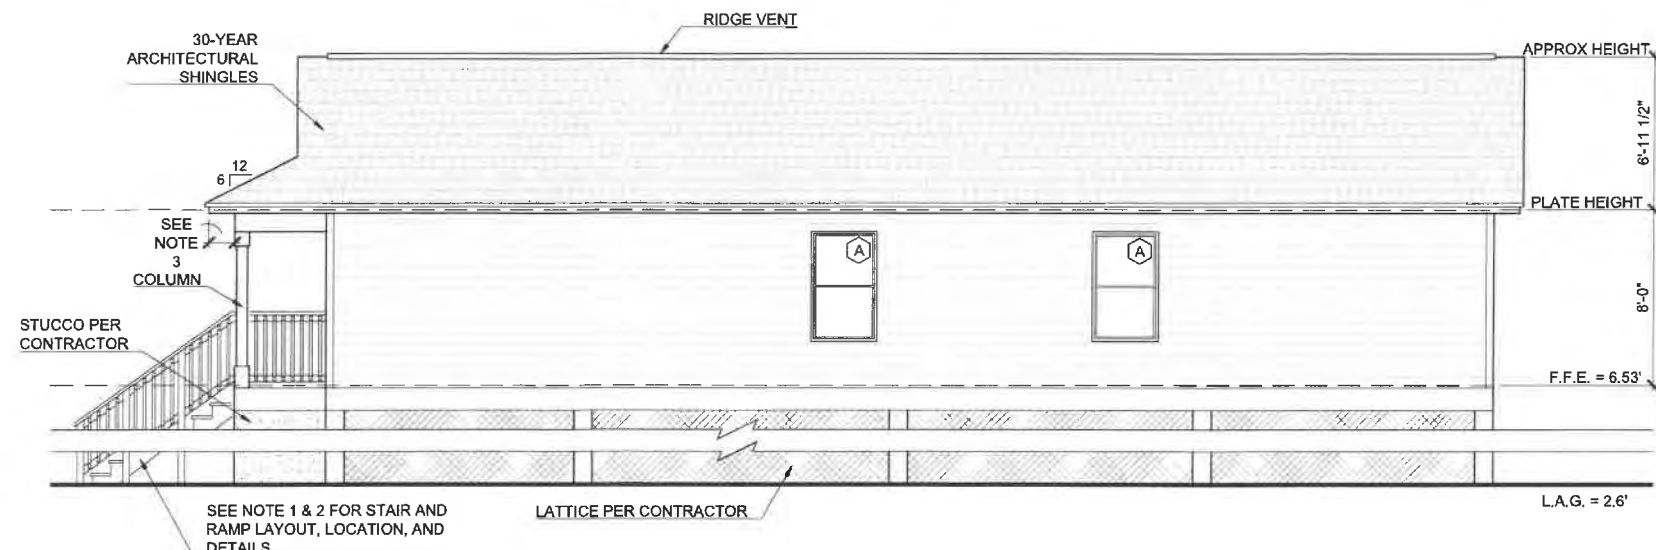 RIDGE VENT
30-YEAR
ARCHITECTURAL
SHINGLES
APPROX HEIGHT
6'-11 1/2"
12
6
PLATE HEIGHT
SEE
NOTE
3
COLUMN
A
A
8'-0"
STUCCO PER
CONTRACTOR
F.F.E. = 6.53'
L.A.G. = 2.6'
SEE NOTE 1 & 2 FOR STAIR AND
RAMP LAYOUT, LOCATION, AND
DETAILS
LATTICE PER CONTRACTOR